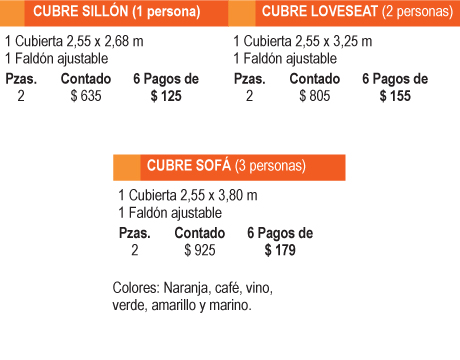 CUBRE SILLÓN (1 persona)
1 Cubierta 2,55 x 2,68 m
1 Faldón ajustable
Pzas. Contado 6 Pagos de
2 $ 635 $ 125
CUBRE LOVESEAT (2 personas)
1 Cubierta 2,55 x 3,25 m
1 Faldón ajustable
Pzas. Contado 6 Pagos de
2 $ 805 $ 155
CUBRE SOFÁ (3 personas)
1 Cubierta 2,55 x 3,80 m
1 Faldón ajustable
Pzas. Contado 6 Pagos de
2 $ 925 $ 179
Colores: Naranja, café, vino,
verde, amarillo y marino.